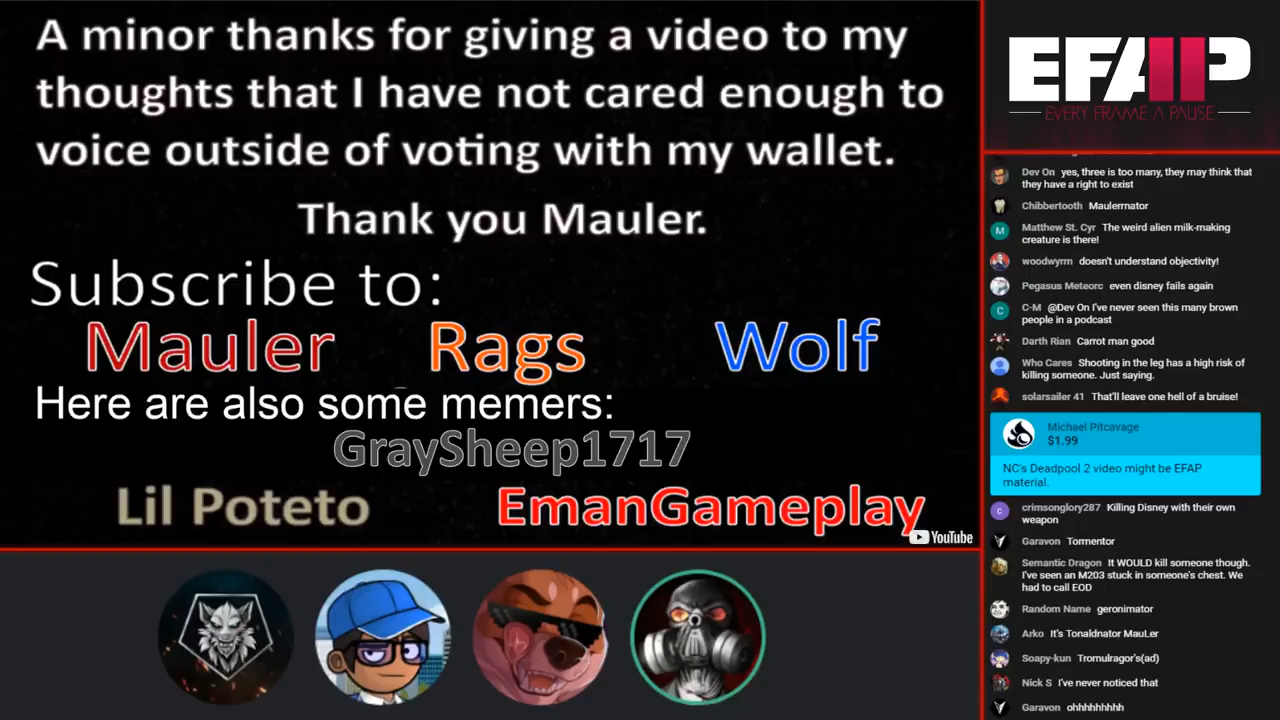 A minor thanks for giving a video to my
thoughts that I have not cared enough to
voice outside of voting with my wallet.
Thank you Mauler.
Subscribe to:
Mauler Rags Wolf
Here are also some memers:
GraySheep1717
Lil Poteto EmanGameplay
YouTube
EFAP
EVERY FRAME A PAUSE
Dev On yes, three is too many, they may think that
they have a right to exist
Chibbertooth Maulermator
Matthew St. Cyr The weird alien milk-making
creature is there!
woodwyrm doesn't understand objectivity!
Pegasus Meteorc even disney fails again
C-M @Dev On I've never seen this many brown
people in a podcast
Darth Rian Carrot man good
Who Cares Shooting in the leg has a high risk of
killing someone. Just saying.
solarsailer 41 That'll leave one hell of a bruise!
Michael Pitcavage
$1.99
NC's Deadpool 2 video might be EFAP
material.
crimsonglory287 Killing Disney with their own
weapon
Garavon Tormentor
Semantic Dragon It WOULD kill someone though.
I've seen an M203 stuck in someone's chest. We
had to call EOD
Random Name geronimator
Arko It's Tonaldnator MauLer
Soapy-kun Tromulragor's(ad)
Nick S I've never noticed that
Garavon ohhhhhhhhh